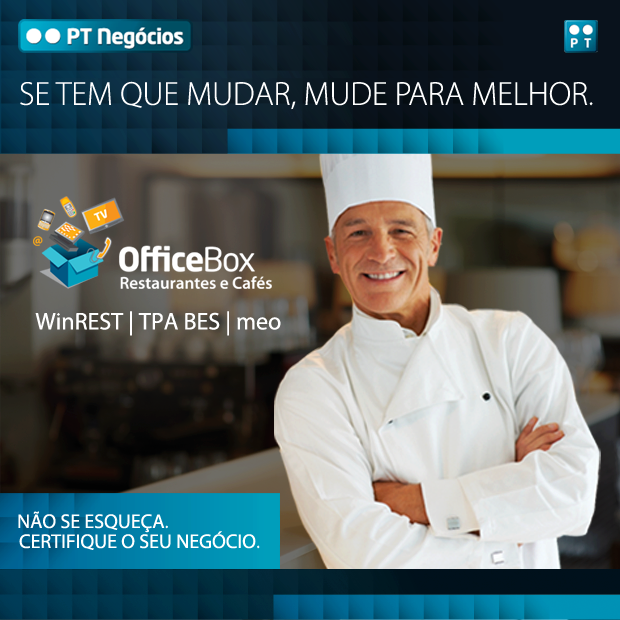 PT Negócios
PT
SE TEM QUE MUDAR, MUDE PARA MELHOR.
TV
@
OfficeBox
Restaurantes e Cafés
WinREST | TPA BES | meo
NÃO SE ESQUEÇA.
CERTIFIQUE O SEU NEGÓCIO.